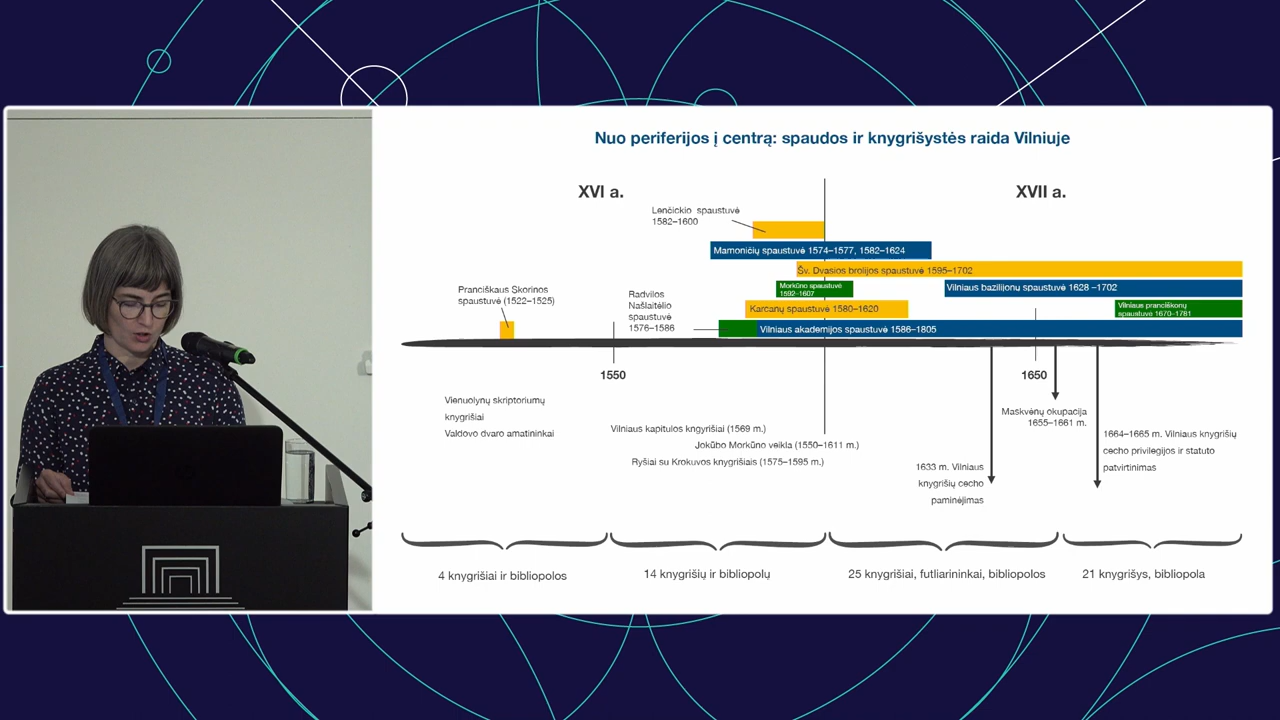 Nuo periferijos į centrą: spaudos ir knygrišystės raida Vilniuje
XVI a.
XVII a.
Lenčickio spaustuvė
1582–1600
Mamoničių spaustuvė 1574–1577, 1582–1624
Šv. Dvasios brolijos spaustuvė 1595–1702
Morkūno spaustuvė
1592–1607
Vilniaus bazilijonų spaustuvė 1628 –1702
Pranciškaus Skorinos
spaustuvė (1522–1525)
Radvilos
Našlaitėlio
spaustuvė
1576–1586
Karcanų spaustuvė 1580–1620
Vilniaus pranciškonų
spaustuvė 1670–1781
Vilniaus akademijos spaustuvė 1586–1805
1550
1650
Vienuolynų skriptoriumų
knygrišiai
Valdovo dvaro amatininkai
Vilniaus kapitulos kngyrišiai (1569 m.)
Jokūbo Morkūno veikla (1550–1611 m.)
Ryšiai su Krokuvos knygrišiais (1575–1595 m.)
Maskvėnų okupacija
1655–1661 m.
1633 m. Vilniaus
knygrišių cecho
paminėjimas
1664–1665 m. Vilniaus knygrišių
cecho privilegijos ir statuto
patvirtinimas
4 knygrišiai ir bibliopolos
14 knygrišių ir bibliopolų
25 knygrišiai, futliarininkai, bibliopolos
21 knygrišys, bibliopola